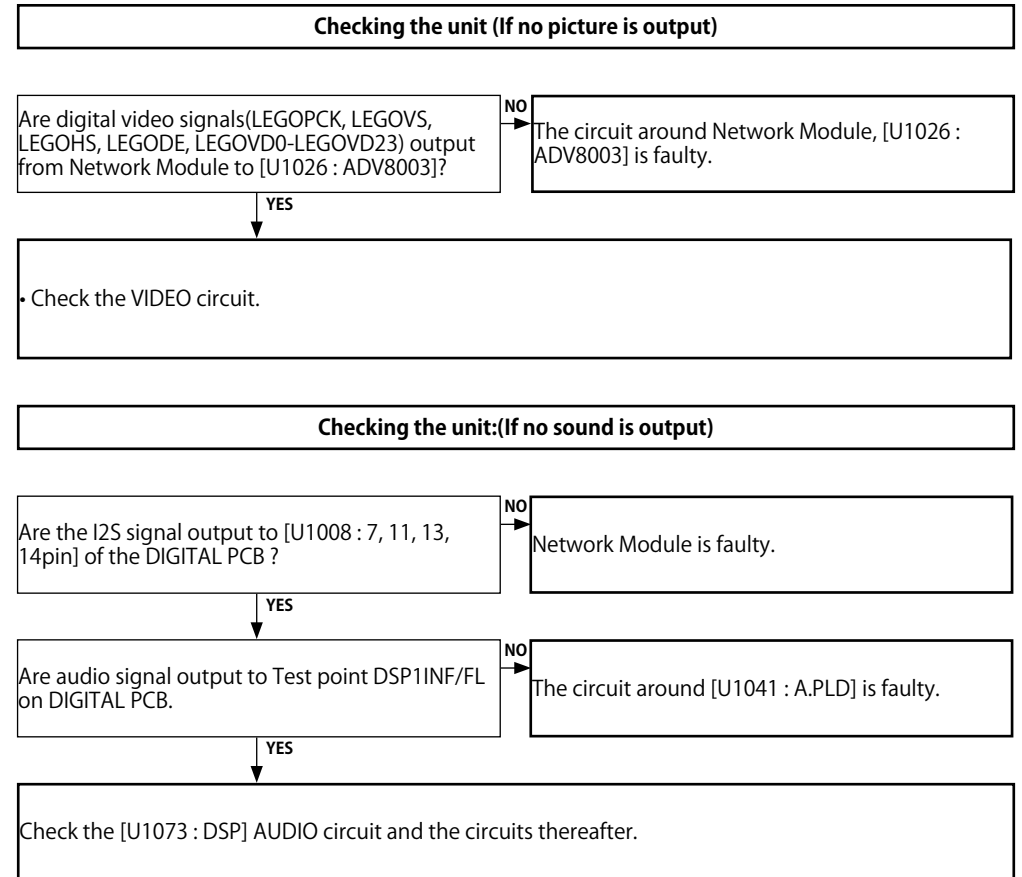 Checking the unit (If no picture is output)
Are digital video signals(LEGOPCK, LEGOVS,
LEGOHS, LEGODE, LEGOVD0-LEGOVD23) output
from Network Module to [U1026 : ADV8003]?
NO
The circuit around Network Module, [U1026 :
ADV8003] is faulty.
YES
• Check the VIDEO circuit.
Checking the unit:(If no sound is output)
Are the I2S signal output to [U1008 : 7, 11, 13,
14pin] of the DIGITAL PCB ?
NO
Network Module is faulty.
YES
Are audio signal output to Test point DSP1INF/FL
on DIGITAL PCB.
NO
The circuit around [U1041 : A.PLD] is faulty.
YES
Check the [U1073 : DSP] AUDIO circuit and the circuits thereafter.